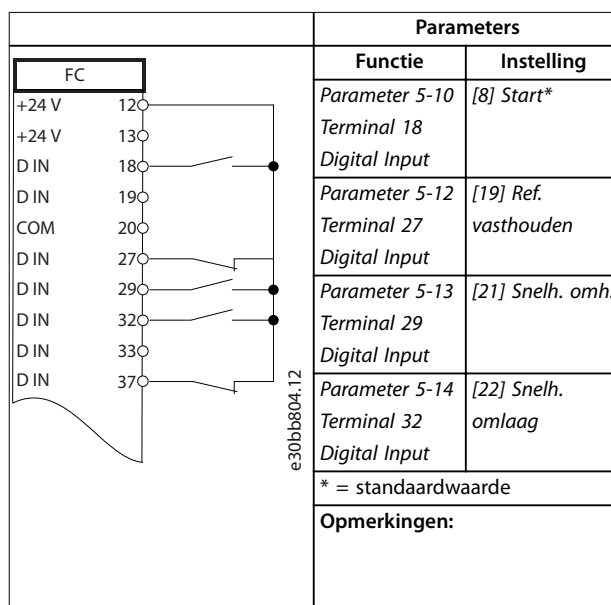 Parameters
Functie Instelling
FC
+24 V 12
+24 V 13
D IN 18
D IN 19
COM 20
D IN 27
D IN 29
D IN 32
D IN 33
D IN 37
e30bb804.12
Parameter 5-10 [8] Start*
Terminal 18
Digital Input
Parameter 5-12 [19] Ref.
Terminal 27 vasthouden
Digital Input
Parameter 5-13 [21] Snelh. omh.
Terminal 29
Digital Input
Parameter 5-14 [22] Snelh.
Terminal 32 omlaag
Digital Input
* = standaardwaarde
Opmerkingen: